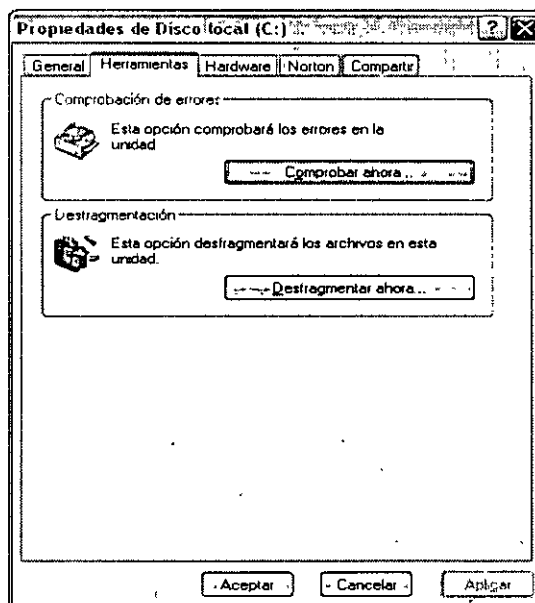 Propiedades de Disco local (C:) ?
General Herramientas Hardware Norton Compartir
Comprobación de errores
Esta opción comprobará los errores en la
unidad
Comprobar ahora...
Desfragmentación
Esta opción desfragmentará los archivos en esta
unidad.
Desfragmentar ahora...
Aceptar Cancelar Aplicar